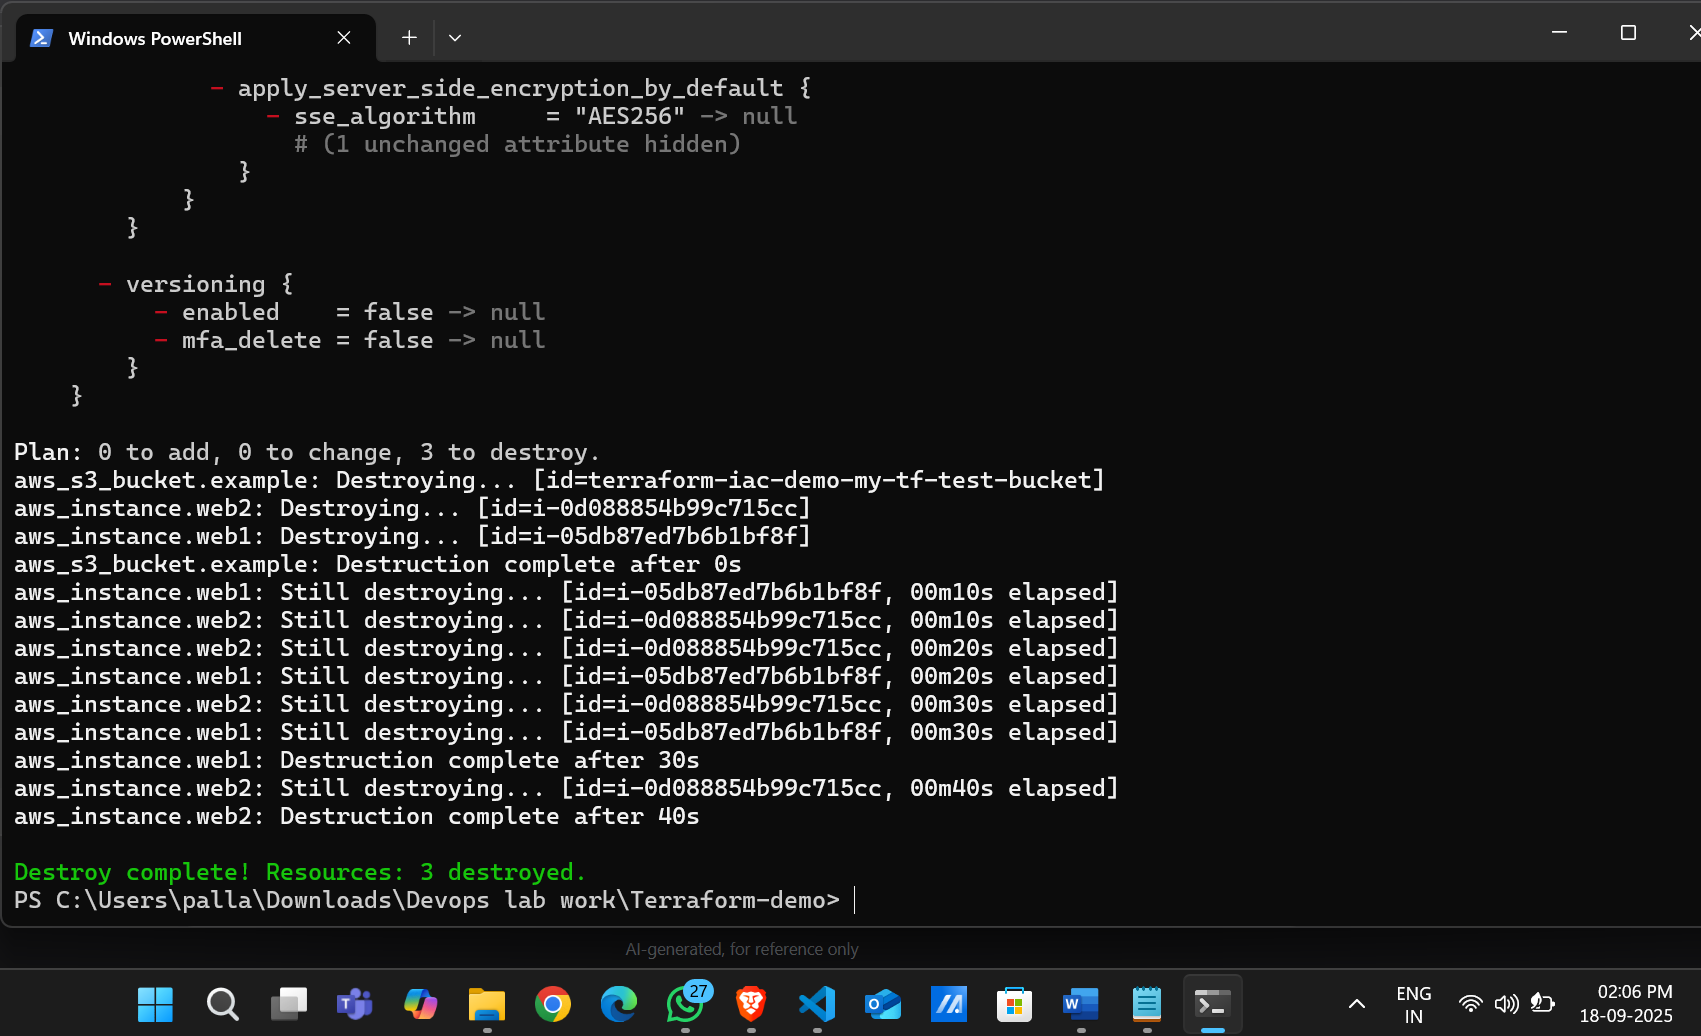 Windows PowerShell
- apply_server_side_encryption_by_default {
- sse_algorithm     = "AES256" -> null
# (1 unchanged attribute hidden)
}
}
}
- versioning {
- enabled    = false -> null
- mfa_delete = false -> null
}
}
Plan: 0 to add, 0 to change, 3 to destroy.
aws_s3_bucket.example: Destroying... [id=terraform-iac-demo-my-tf-test-bucket]
aws_instance.web2: Destroying... [id=i-0d088854b99c715cc]
aws_instance.web1: Destroying... [id=i-05db87ed7b6b1bf8f]
aws_s3_bucket.example: Destruction complete after 0s
aws_instance.web1: Still destroying... [id=i-05db87ed7b6b1bf8f, 00m10s elapsed]
aws_instance.web2: Still destroying... [id=i-0d088854b99c715cc, 00m10s elapsed]
aws_instance.web2: Still destroying... [id=i-0d088854b99c715cc, 00m20s elapsed]
aws_instance.web1: Still destroying... [id=i-05db87ed7b6b1bf8f, 00m20s elapsed]
aws_instance.web2: Still destroying... [id=i-0d088854b99c715cc, 00m30s elapsed]
aws_instance.web1: Still destroying... [id=i-05db87ed7b6b1bf8f, 00m30s elapsed]
aws_instance.web1: Destruction complete after 30s
aws_instance.web2: Still destroying... [id=i-0d088854b99c715cc, 00m40s elapsed]
aws_instance.web2: Destruction complete after 40s
Destroy complete! Resources: 3 destroyed.
PS C:\Users\palla\Downloads\Devops lab work\Terraform-demo>
AI-generated, for reference only
27
ENG
IN
02:06 PM
18-09-2025